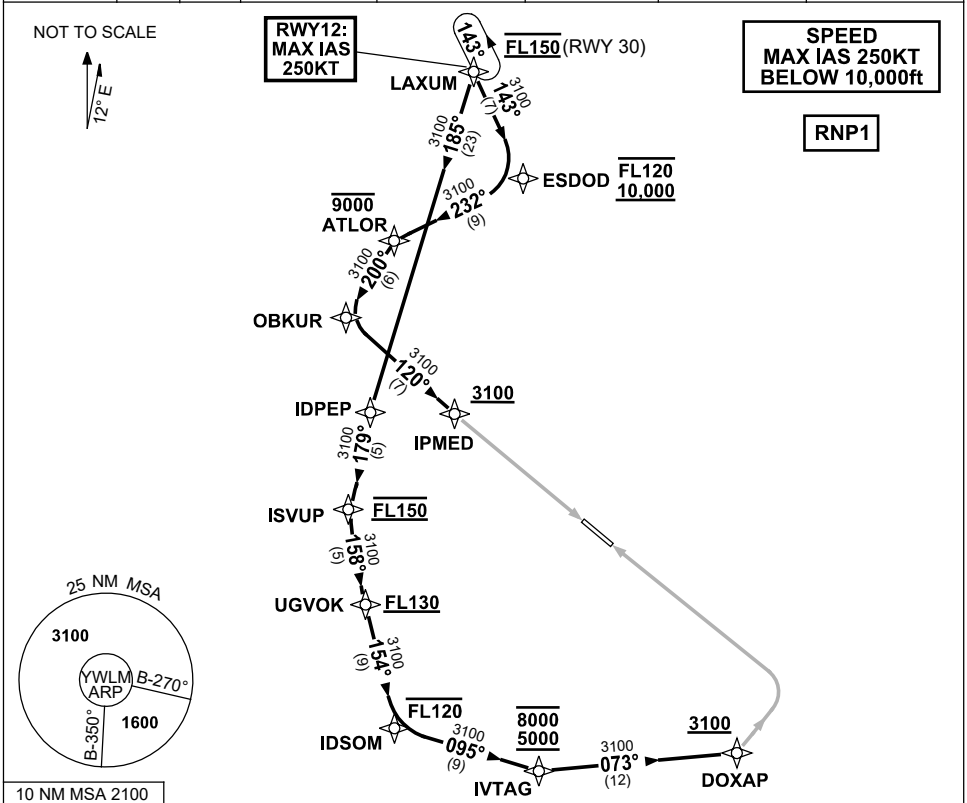 NOT TO SCALE
12° E
RWY12:
MAX IAS
250KT
143°
FL150 (RWY 30)
LAXUM
SPEED
MAX IAS 250KT
BELOW 10,000ft
RNP1
3100
143°
(7)
3100
185°
(23)
ESDOD
FL120
10,000
3100
232°
(9)
9000
ATLOR
3100
200°
(6)
OBKUR
3100
120°
(7)
3100
IPMED
IDPEP
3100
179°
(5)
ISVUP
FL150
3100
158°
(5)
UGVOK
FL130
3100
154°
(9)
FL120
IDSOM
3100
095°
(9)
8000
5000
IVTAG
3100
073°
(12)
3100
DOXAP
25 NM MSA
3100
YWLM
ARP
B-270°
B-350°
1600
10 NM MSA 2100